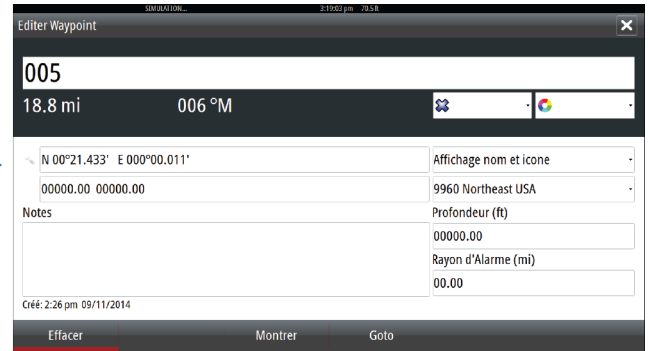 SIMULATION... 3:19:03 pm 70.5 ft
Editer Waypoint
005
18.8 mi 006 °M
N 00°21.433' E 000°00.011' Affichage nom et icone
00000.00 00000.00 9960 Northeast USA
Notes Profondeur (ft)
00000.00
Rayon d'Alarme (mi)
00.00
Créé: 2:26 pm 09/11/2014
Effacer Montrer Goto